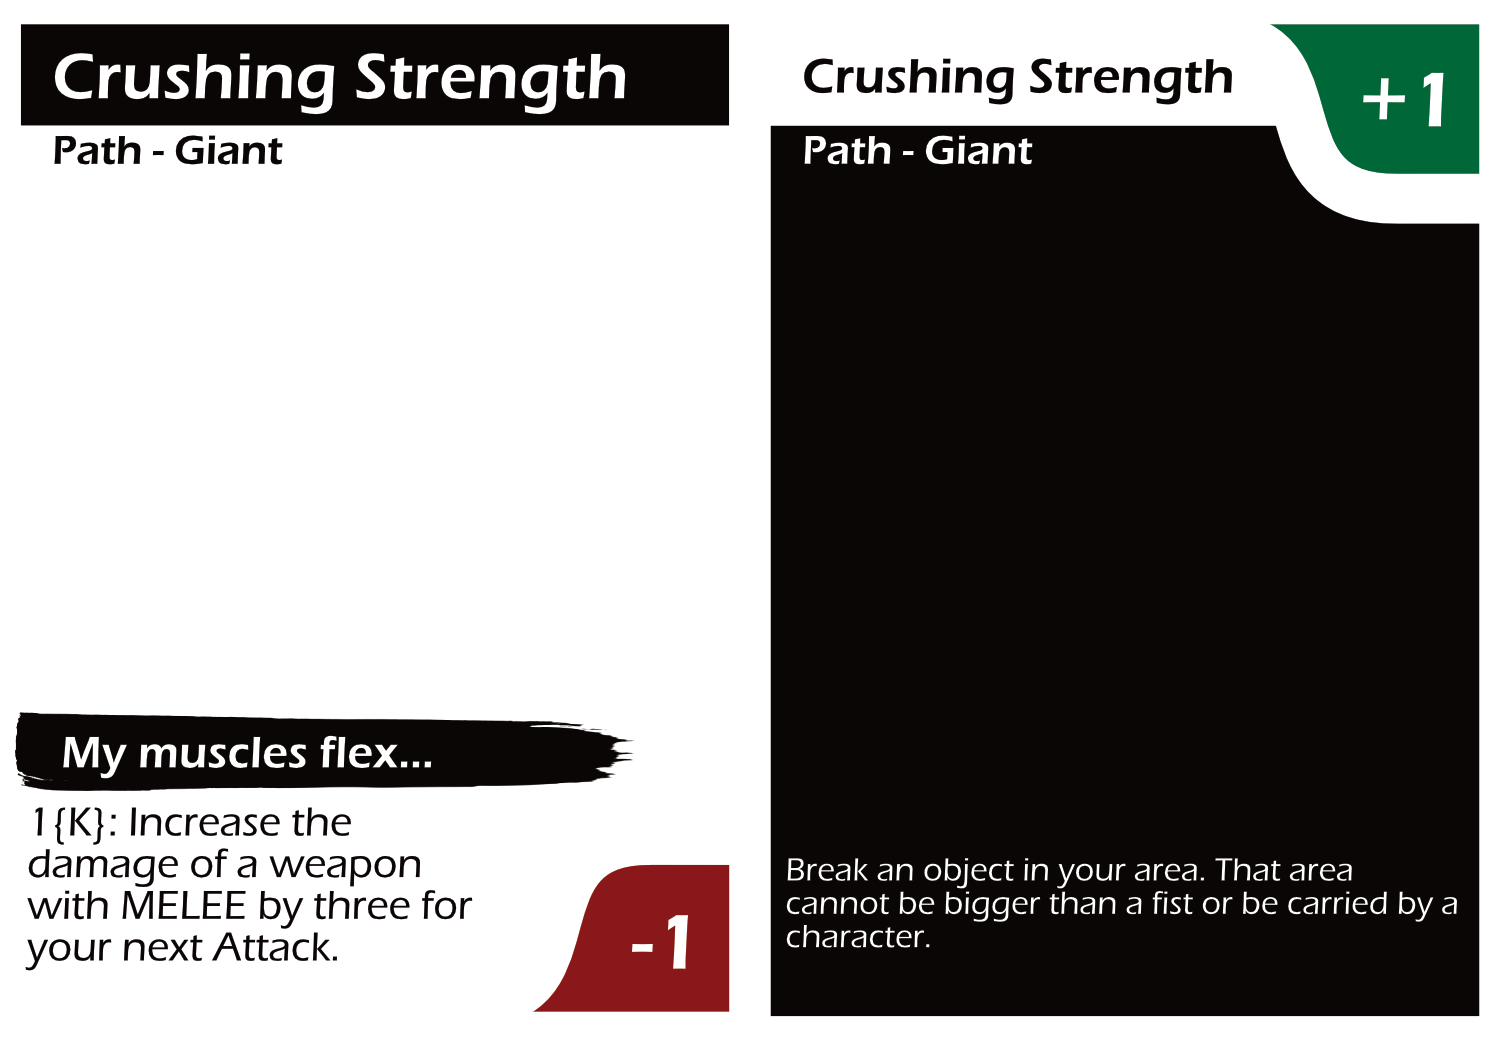 Crushing Strength
Path - Giant
My muscles flex...
1{K}: Increase the
damage of a weapon
with MELEE by three for
your next Attack.
-1
Crushing Strength
+1
Path - Giant
Break an object in your area. That area
cannot be bigger than a fist or be carried by a
character.